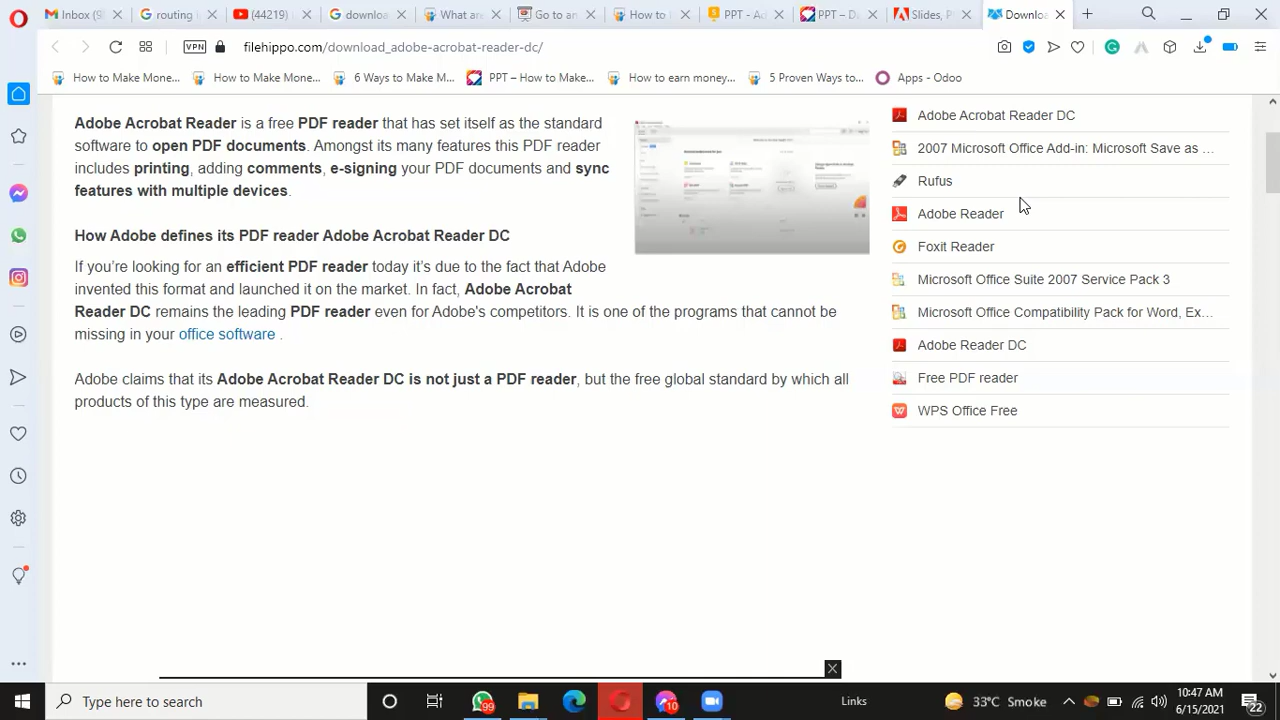 Inbox (9
routing
(44219)
downloa
What are
Go to an
How to I
PPT - Ad
PPT – Du
Slides, P
Downloa
VPN
filehippo.com/download_adobe-acrobat-reader-dc/
How to Make Mone...
How to Make Mone...
6 Ways to Make M...
PPT – How to Make...
How to earn money...
5 Proven Ways to...
Apps - Odoo
Adobe Acrobat Reader is a free PDF reader that has set itself as the standard
software to open PDF documents. Amongst its many features this PDF reader
includes printing, adding comments, e-signing your PDF documents and sync
features with multiple devices.
How Adobe defines its PDF reader Adobe Acrobat Reader DC
If you're looking for an efficient PDF reader today it's due to the fact that Adobe
invented this format and launched it on the market. In fact, Adobe Acrobat
Reader DC remains the leading PDF reader even for Adobe's competitors. It is one of the programs that cannot be
missing in your office software .
Adobe claims that its Adobe Acrobat Reader DC is not just a PDF reader, but the free global standard by which all
products of this type are measured.
Adobe Acrobat Reader DC
2007 Microsoft Office Add-in: Microsoft Save as ...
Rufus
Adobe Reader
Foxit Reader
Microsoft Office Suite 2007 Service Pack 3
Microsoft Office Compatibility Pack for Word, Ex...
Adobe Reader DC
Free PDF reader
WPS Office Free
Type here to search
99
10
Links
33°C Smoke
10:47 AM
6/15/2021
22